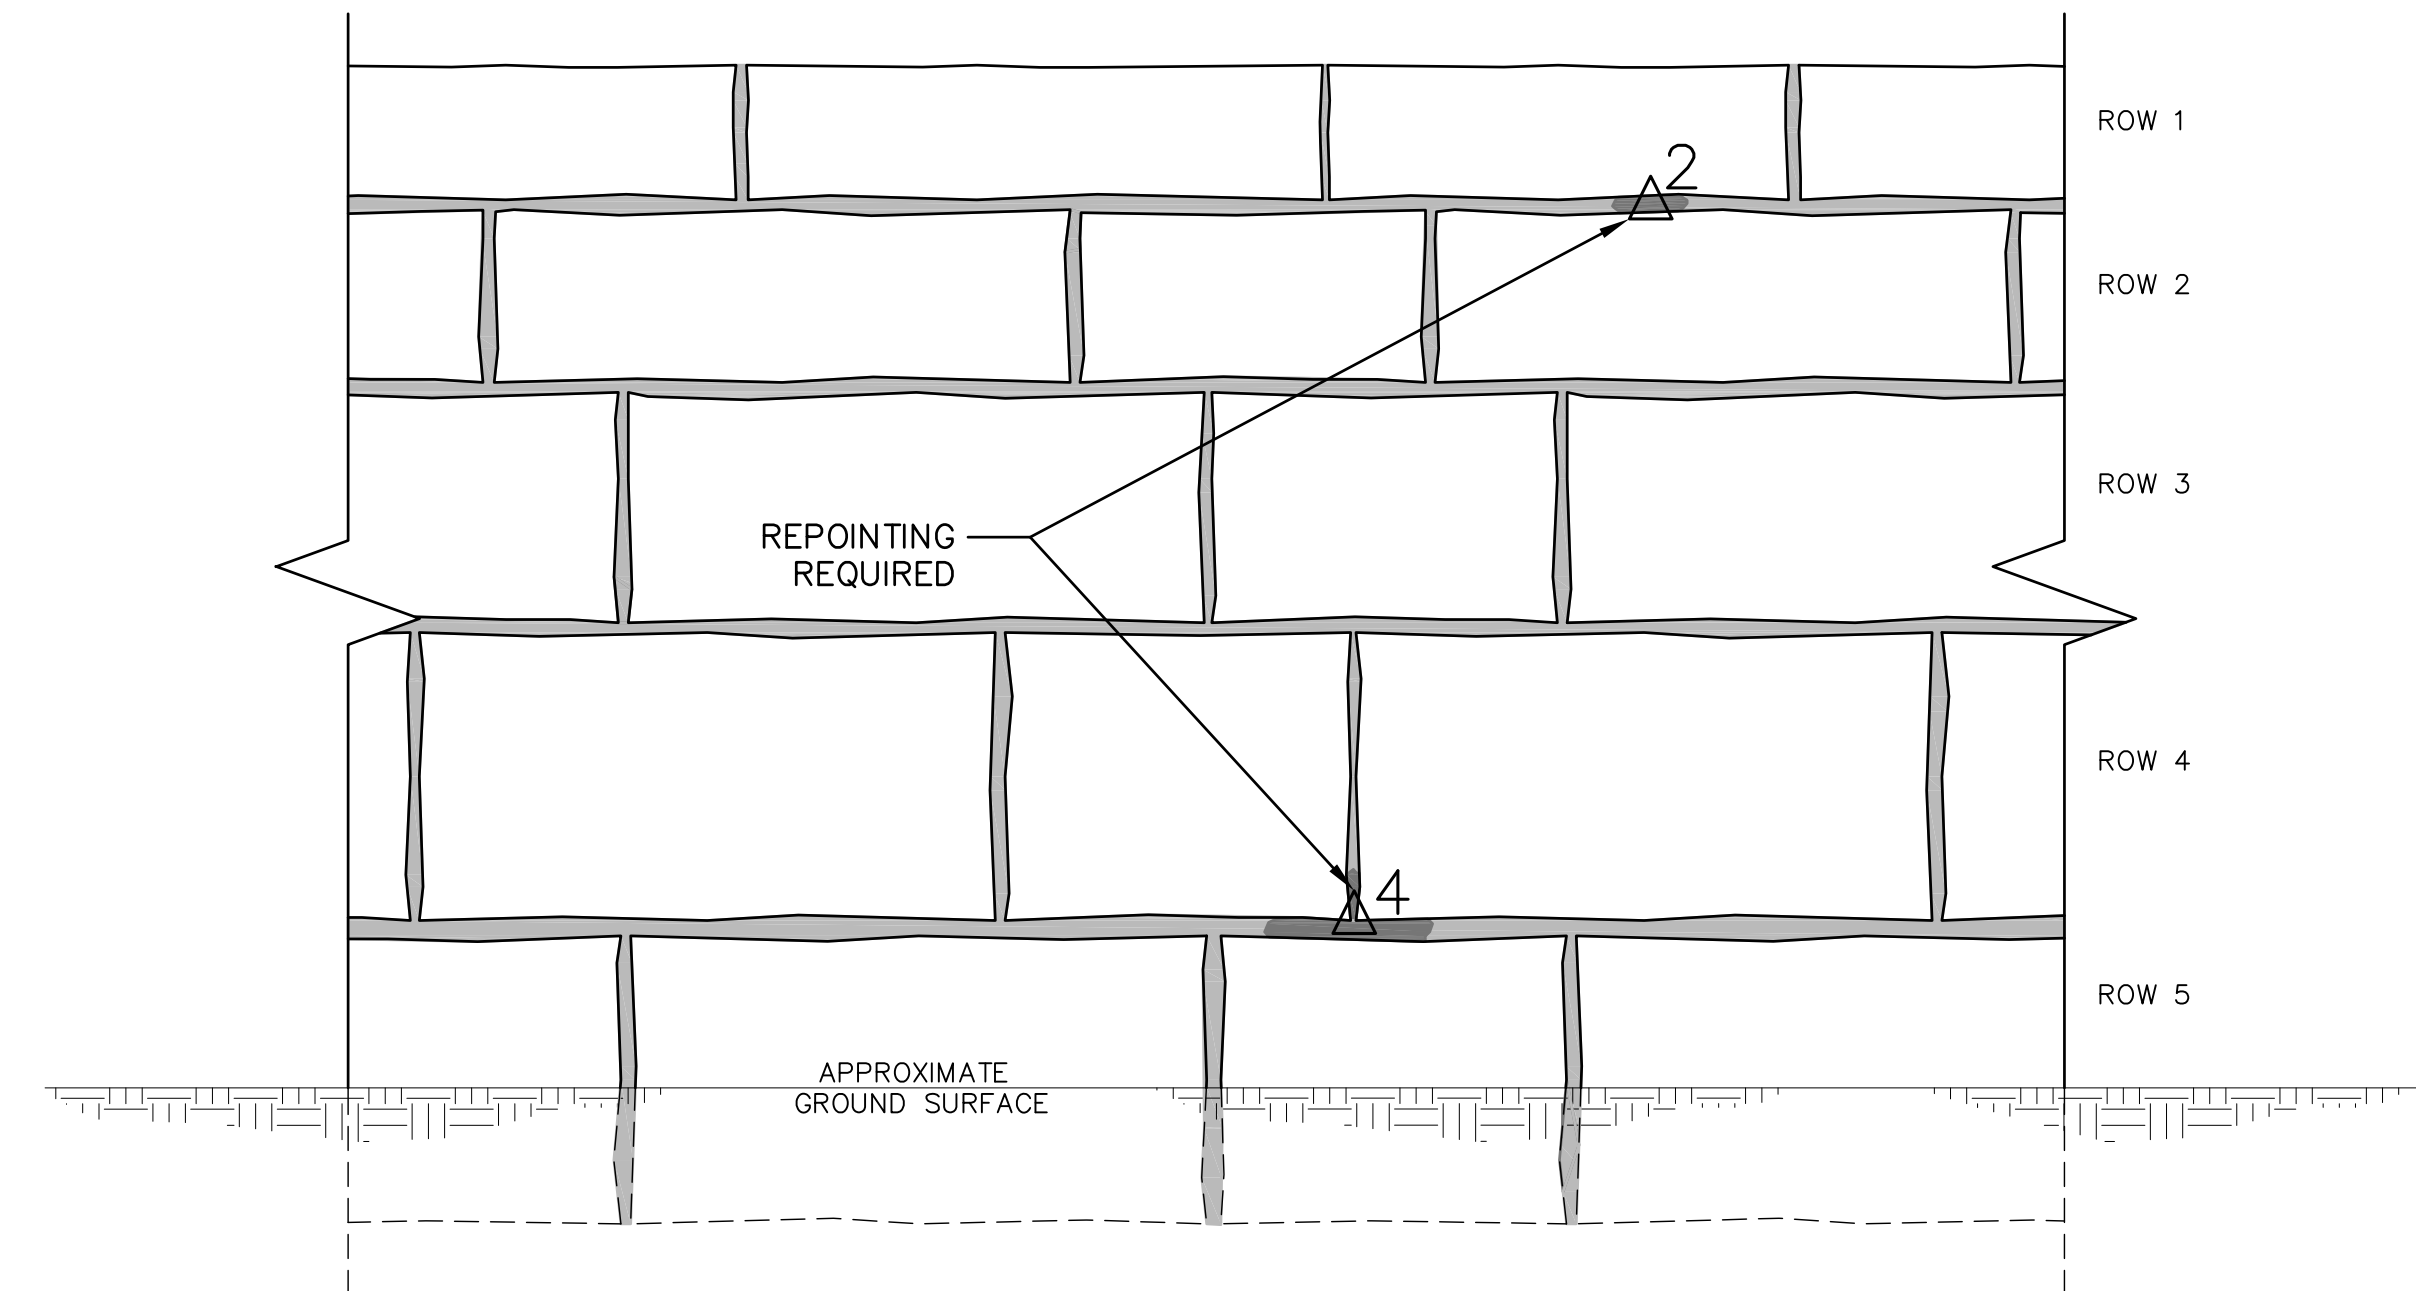 ROW 1
2
ROW 2
ROW 3
REPOINTING
REQUIRED
ROW 4
4
ROW 5
APPROXIMATE
GROUND SURFACE